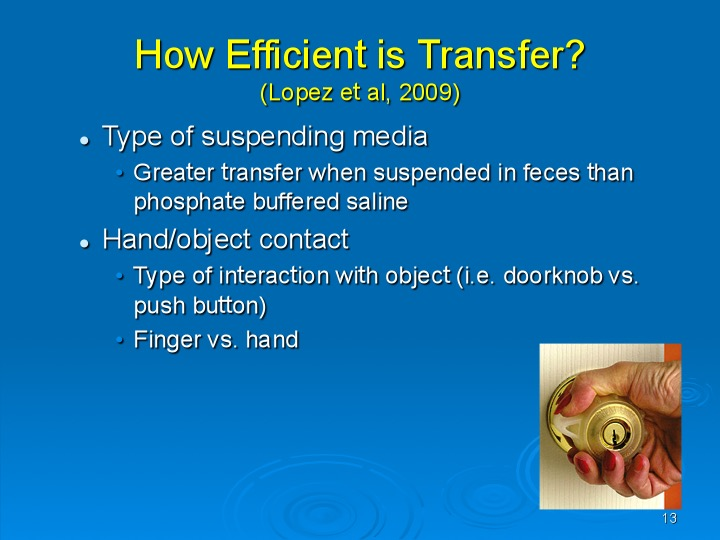 How Efficient is Transfer?
(Lopez et al, 2009)
Type of suspending media
Greater transfer when suspended in feces than
phosphate buffered saline
Hand/object contact
Type of interaction with object (i.e. doorknob vs.
push button)
Finger vs. hand
13